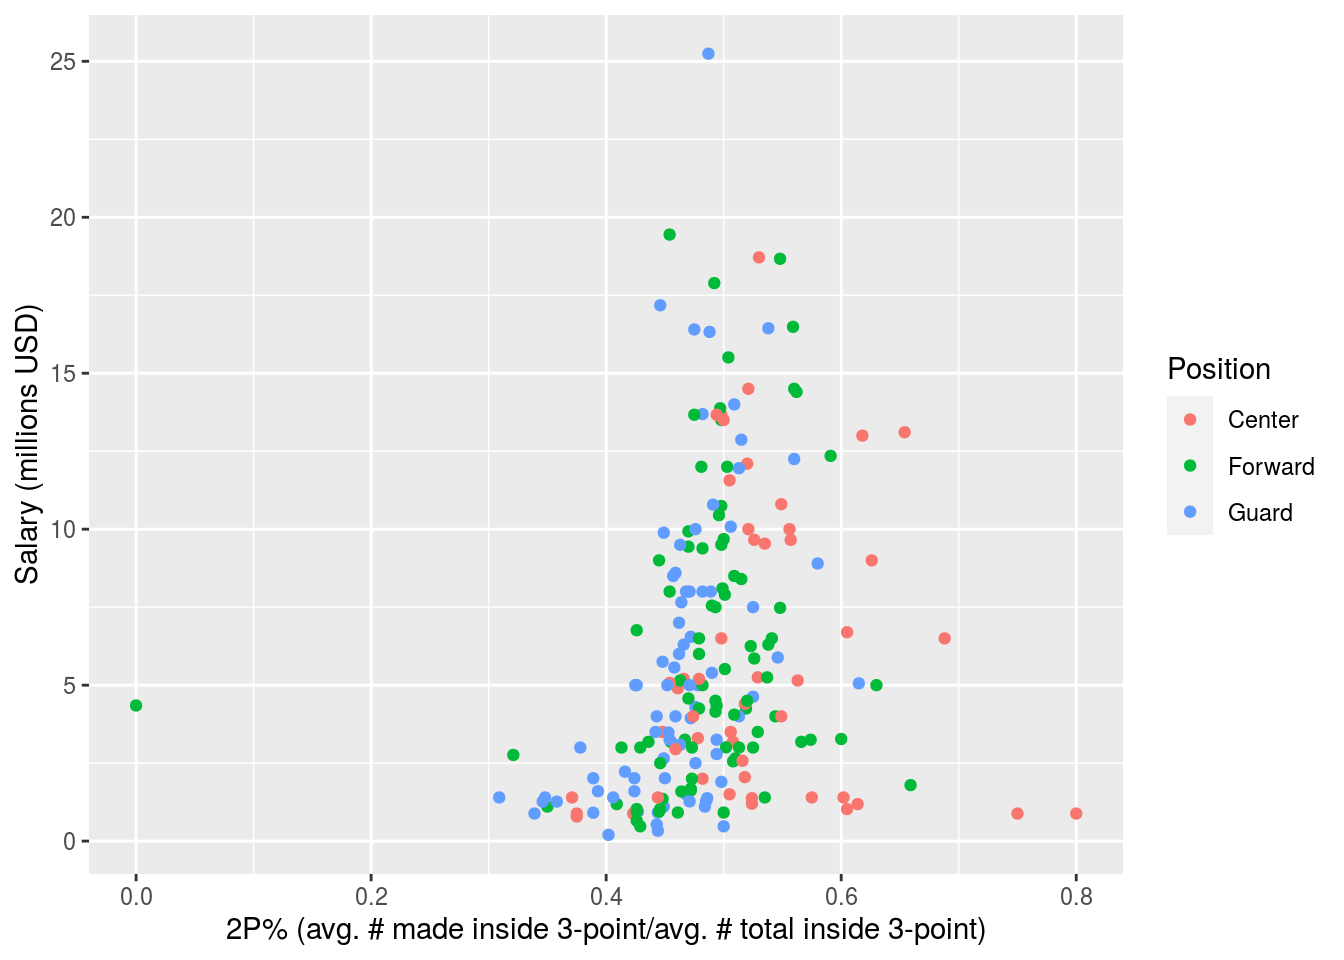 25
20
15
10
5
0
Salary (millions USD)
0.0 0.2 0.4 0.6 0.8
2P% (avg. # made inside 3-point/avg. # total inside 3-point)
Position
Center
Forward
Guard